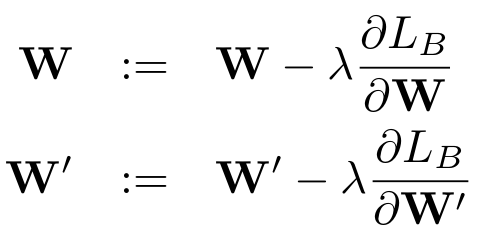 W := W − λ ∂L_B / ∂W
W′ := W′ − λ ∂L_B / ∂W′